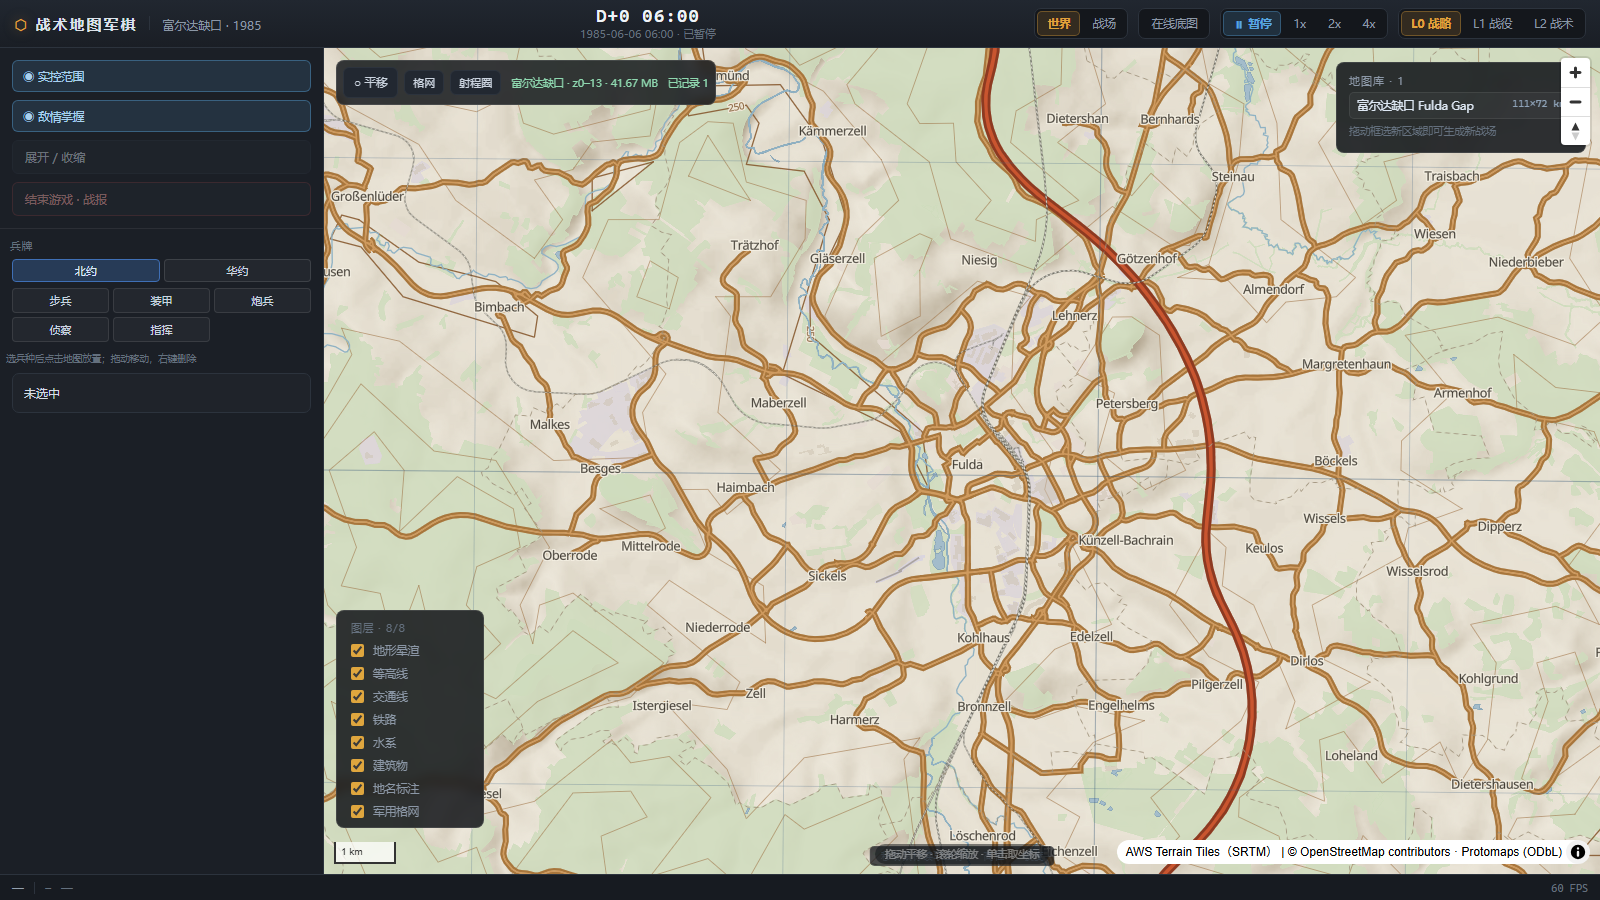 战术地图军棋
富尔达缺口 · 1985
D+0 06:00
1985-06-06 06:00 · 已暂停
世界
战场
在线底图
暂停
1x
2x
4x
L0 战略
L1 战役
L2 战术
实控范围
敌情掌握
展开 / 收缩
结束游戏 · 战报
兵牌
北约
华约
步兵
装甲
炮兵
侦察
指挥
选兵种后点击地图放置；拖动移动，右键删除
未选中
平移
格网
射程圈
富尔达缺口 · z0–13 · 41.67 MB
已记录 1
地图库 · 1
富尔达缺口 Fulda Gap
111×72
拖动框选新区域即可生成新战场
münd
250
Kämmerzell
Dietershan
Bernhards
Steinau
Traisbach
Großenlüder
Wiesen
Trätzhof
Gläserzell
Niesig
Götzenhof
Niederbieber
usen
Almendorf
Bimbach
Lehnerz
250
Margretenhaun
Armenhof
Maberzell
Petersberg
Malkes
Besges
Fulda
Böckels
Haimbach
Wissels
Dipperz
Oberrode
Mittelrode
Künzell-Bachrain
Keulos
Sickels
Wisselsrod
Niederrode
Kohlhaus
Edelzell
Dirlos
Kohlgrund
Zell
Pilgerzell
Istergiesel
Harmerz
Bronnzell
Engelhelms
Loheland
Dietershausen
esel
Löschenrod
chenzell
图层 · 8/8
地形晕渲
等高线
交通线
铁路
水系
建筑物
地名标注
军用格网
1 km
拖动平移 · 滚轮缩放 · 单击取坐标
AWS Terrain Tiles（SRTM） | © OpenStreetMap contributors · Protomaps (ODbL)
60 FPS